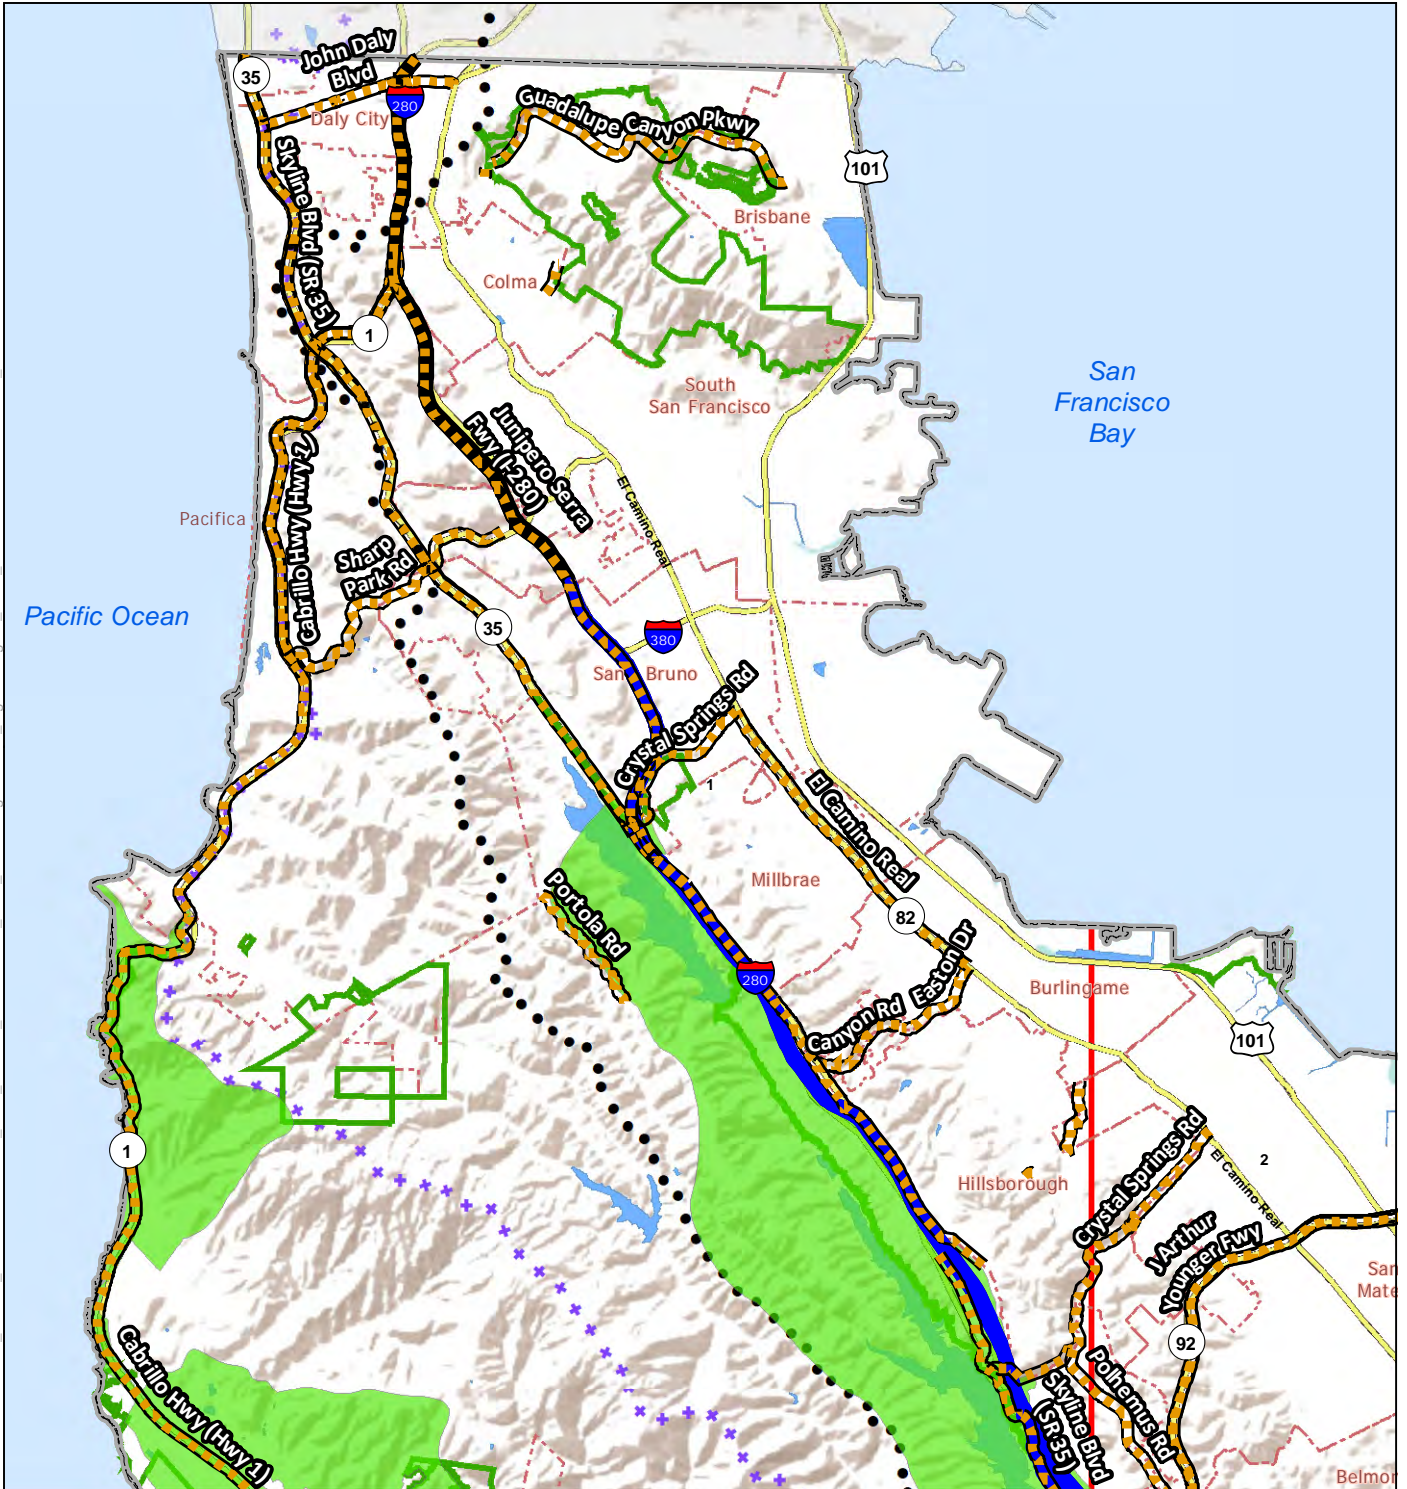 John Daly
Blvd
35
280
Daly City
Guadalupe Canyon Pkwy
101
Skyline Blvd (SR 35)
Brisbane
Colma
1
South
San Francisco
San
Francisco
Bay
Junipero Serra
Fwy (I-280)
El Camino Real
Cabrillo Hwy (Hwy 1)
Pacifica
Sharp
Park Rd
Pacific Ocean
35
380
San Bruno
Crystal Springs Rd
1
El Camino Real
Millbrae
Portola Rd
82
280
Easton Dr
Canyon Rd
Burlingame
101
1
Hillsborough
Crystal Springs Rd
2
El Camino Real
J Arthur
Younger Fwy
San
Mate
92
Cabrillo Hwy (Hwy 1)
Skyline Blvd
(SR 35)
Polhemus Rd
Belmor